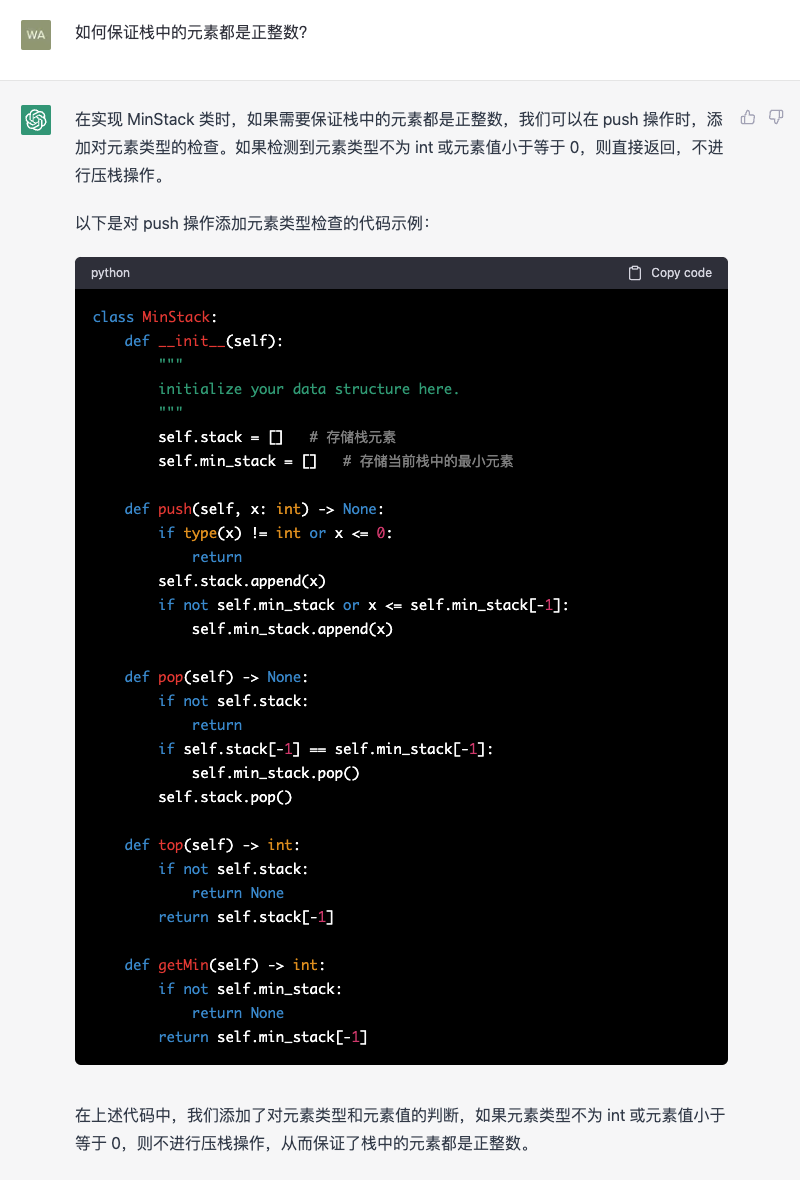 WA
如何保证栈中的元素都是正整数?
在实现 MinStack 类时，如果需要保证栈中的元素都是正整数，我们可以在 push 操作时，添
加对元素类型的检查。如果检测到元素类型不为 int 或元素值小于等于 0，则直接返回，不进
行压栈操作。
以下是对 push 操作添加元素类型检查的代码示例：
python
Copy code
class MinStack:
    def __init__(self):
        """
        initialize your data structure here.
        """
        self.stack = []   # 存储栈元素
        self.min_stack = []   # 存储当前栈中的最小元素

    def push(self, x: int) -> None:
        if type(x) != int or x <= 0:
            return
        self.stack.append(x)
        if not self.min_stack or x <= self.min_stack[-1]:
            self.min_stack.append(x)

    def pop(self) -> None:
        if not self.stack:
            return
        if self.stack[-1] == self.min_stack[-1]:
            self.min_stack.pop()
        self.stack.pop()

    def top(self) -> int:
        if not self.stack:
            return None
        return self.stack[-1]

    def getMin(self) -> int:
        if not self.min_stack:
            return None
        return self.min_stack[-1]
在上述代码中，我们添加了对元素类型和元素值的判断，如果元素类型不为 int 或元素值小于
等于 0，则不进行压栈操作，从而保证了栈中的元素都是正整数。